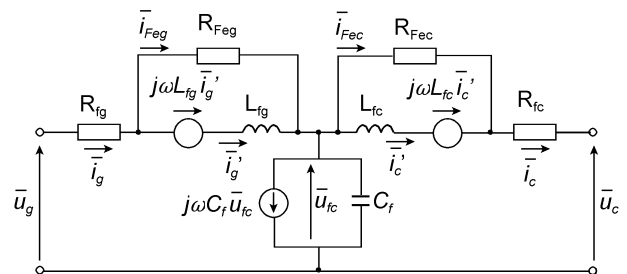 i̅Feg
RFeg
i̅Fec
RFec
jωLfg i̅g’
jωLfc i̅c’
Rfg
Lfg
Lfc
Rfc
i̅g
i̅g’
i̅c’
i̅c
u̅g
jωCf u̅fc
u̅fc
Cf
u̅c